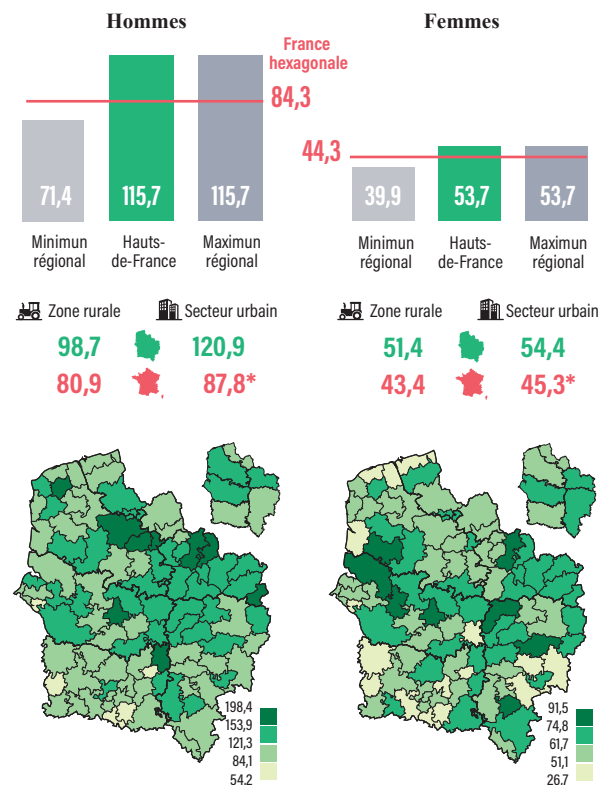 Hommes
France
hexagonale
84,3
71,4
115,7
115,7
Minimun
régional
Hauts-
de-France
Maximun
régional
Zone rurale
Secteur urbain
98,7
120,9
80,9
87,8*
198,4
153,9
121,3
84,1
54,2
Femmes
44,3
39,9
53,7
53,7
Minimun
régional
Hauts-
de-France
Maximun
régional
Zone rurale
Secteur urbain
51,4
54,4
43,4
45,3*
91,5
74,8
61,7
51,1
26,7